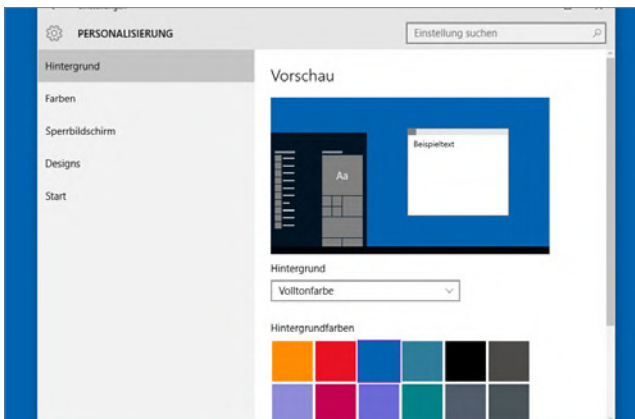 PERSONALISIERUNG
Einstellung suchen
Hintergrund
Farben
Sperrbildschirm
Designs
Start
Vorschau
Beispieltext
Aa
Hintergrund
Volltonfarbe
Hintergrundfarben